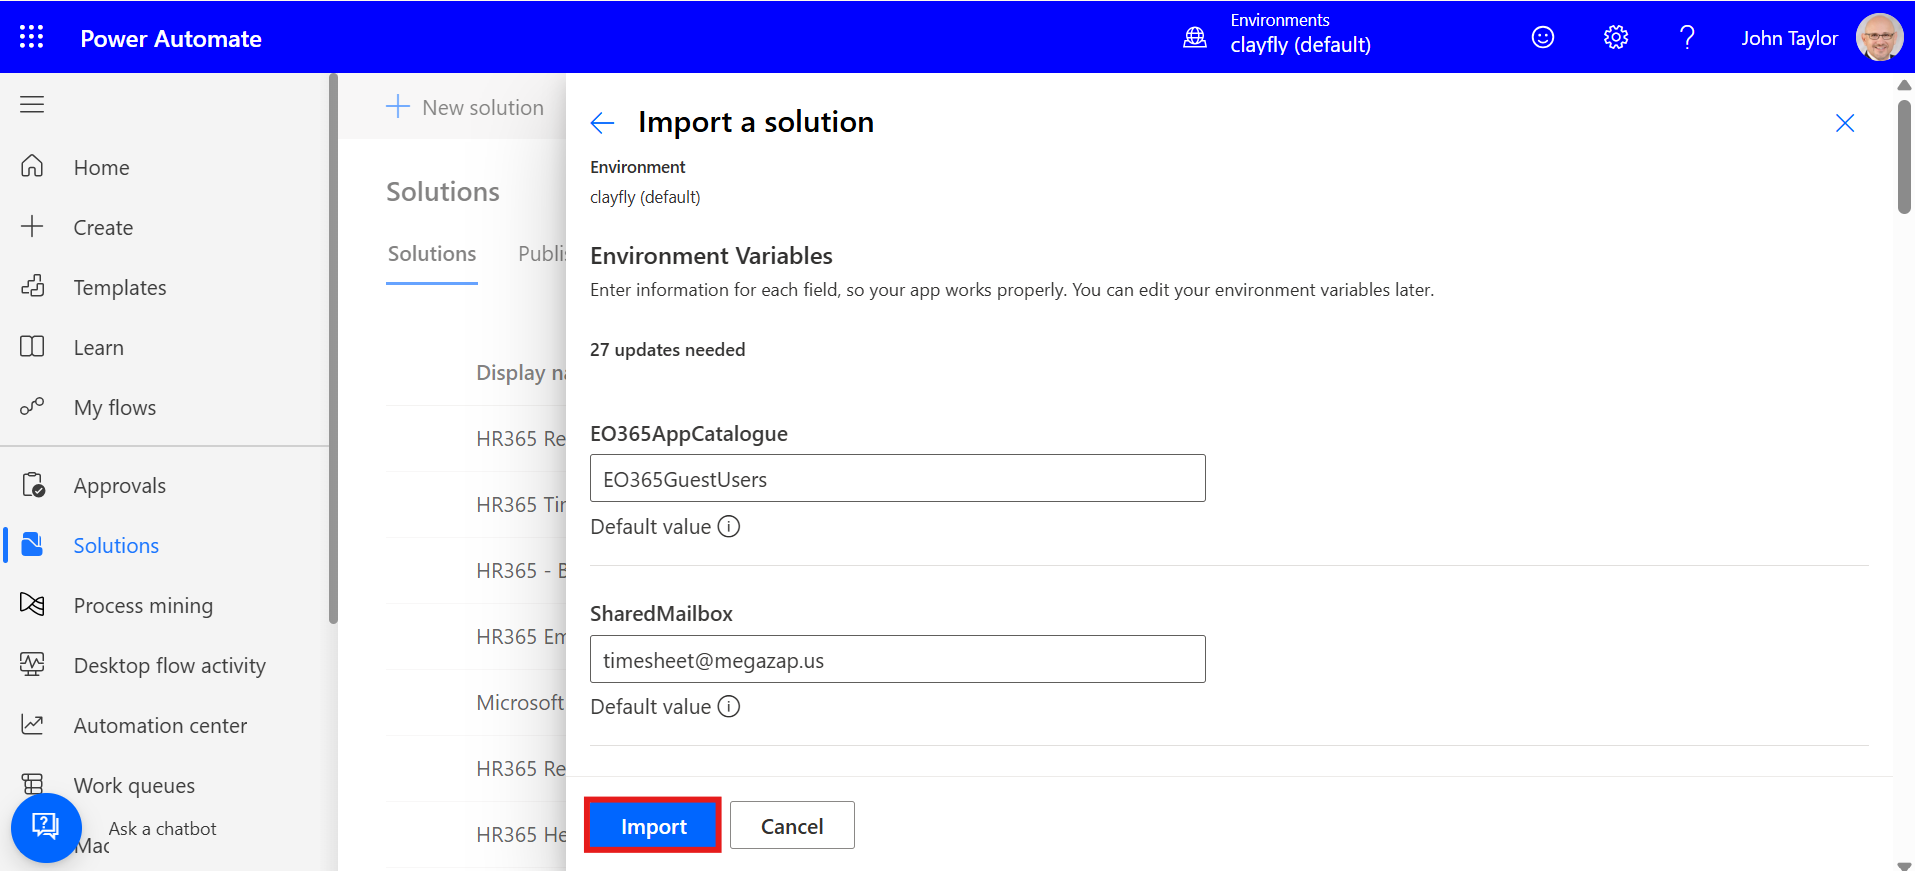 Power Automate
Environments
clayfly (default)
John Taylor
Home
Create
Templates
Learn
My flows
Approvals
Solutions
Process mining
Desktop flow activity
Automation center
Work queues
Ask a chatbot
New solution
Solutions
Solutions Publi
Display na
HR365 Re
HR365 Tir
HR365 - B
HR365 Em
Microsoft
HR365 Re
HR365 He
Import a solution
Environment
clayfly (default)
Environment Variables
Enter information for each field, so your app works properly. You can edit your environment variables later.
27 updates needed
EO365AppCatalogue
EO365GuestUsers
Default value
SharedMailbox
timesheet@megazap.us
Default value
Import Cancel